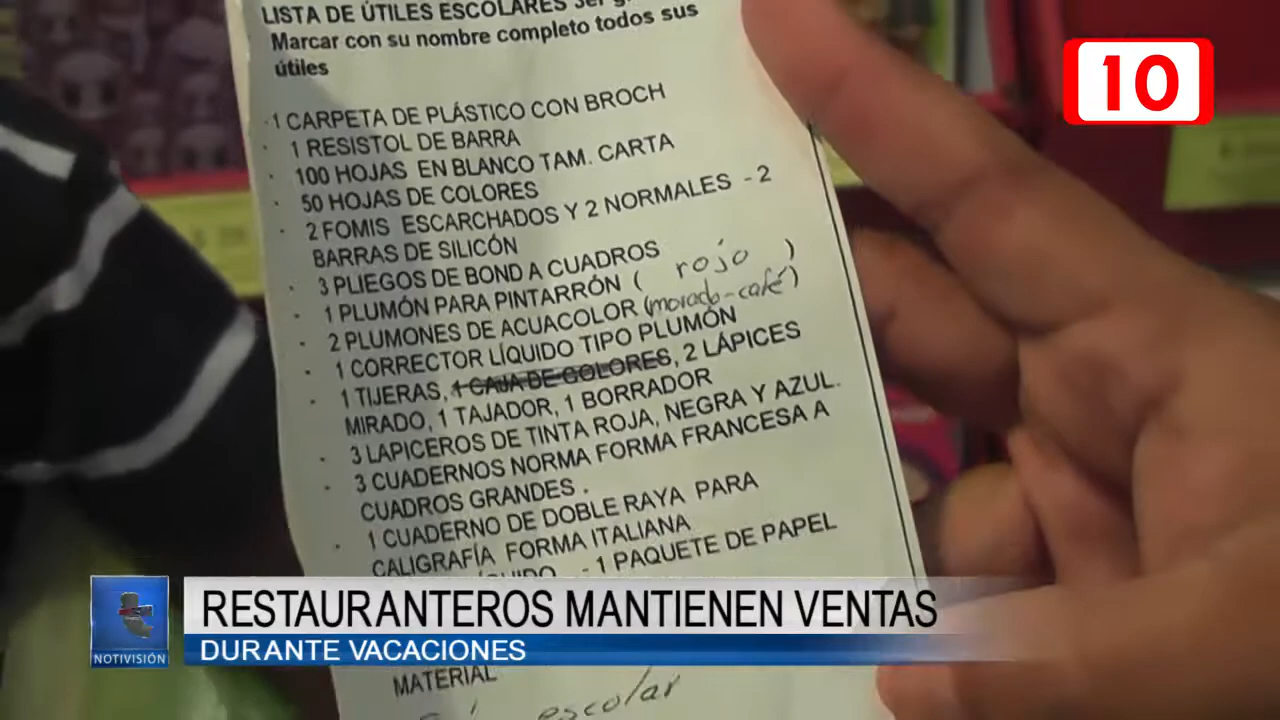 LISTA DE ÚTILES ESCOLARES
Marcar con su nombre completo todos sus
útiles
1 CARPETA DE PLÁSTICO CON BROCH
1 RESISTOL DE BARRA
100 HOJAS EN BLANCO TAM. CARTA
50 HOJAS DE COLORES
2 FOMIS ESCARCHADOS Y 2 NORMALES - 2
BARRAS DE SILICÓN
3 PLIEGOS DE BOND A CUADROS
1 PLUMÓN PARA PINTARRÓN ( rojo )
2 PLUMONES DE ACUACOLOR (morado-café)
1 CORRECTOR LÍQUIDO TIPO PLUMÓN
1 TIJERAS, 1 CAJA DE COLORES, 2 LÁPICES
MIRADO, 1 TAJADOR, 1 BORRADOR
3 LAPICEROS DE TINTA ROJA, NEGRA Y AZUL.
3 CUADERNOS NORMA FORMA FRANCESA A
CUADROS GRANDES .
1 CUADERNO DE DOBLE RAYA PARA
CALIGRAFÍA FORMA ITALIANA
- 1 PAQUETE DE PAPEL
MATERIAL
escolar
10
NOTIVISIÓN
RESTAURANTEROS MANTIENEN VENTAS
DURANTE VACACIONES